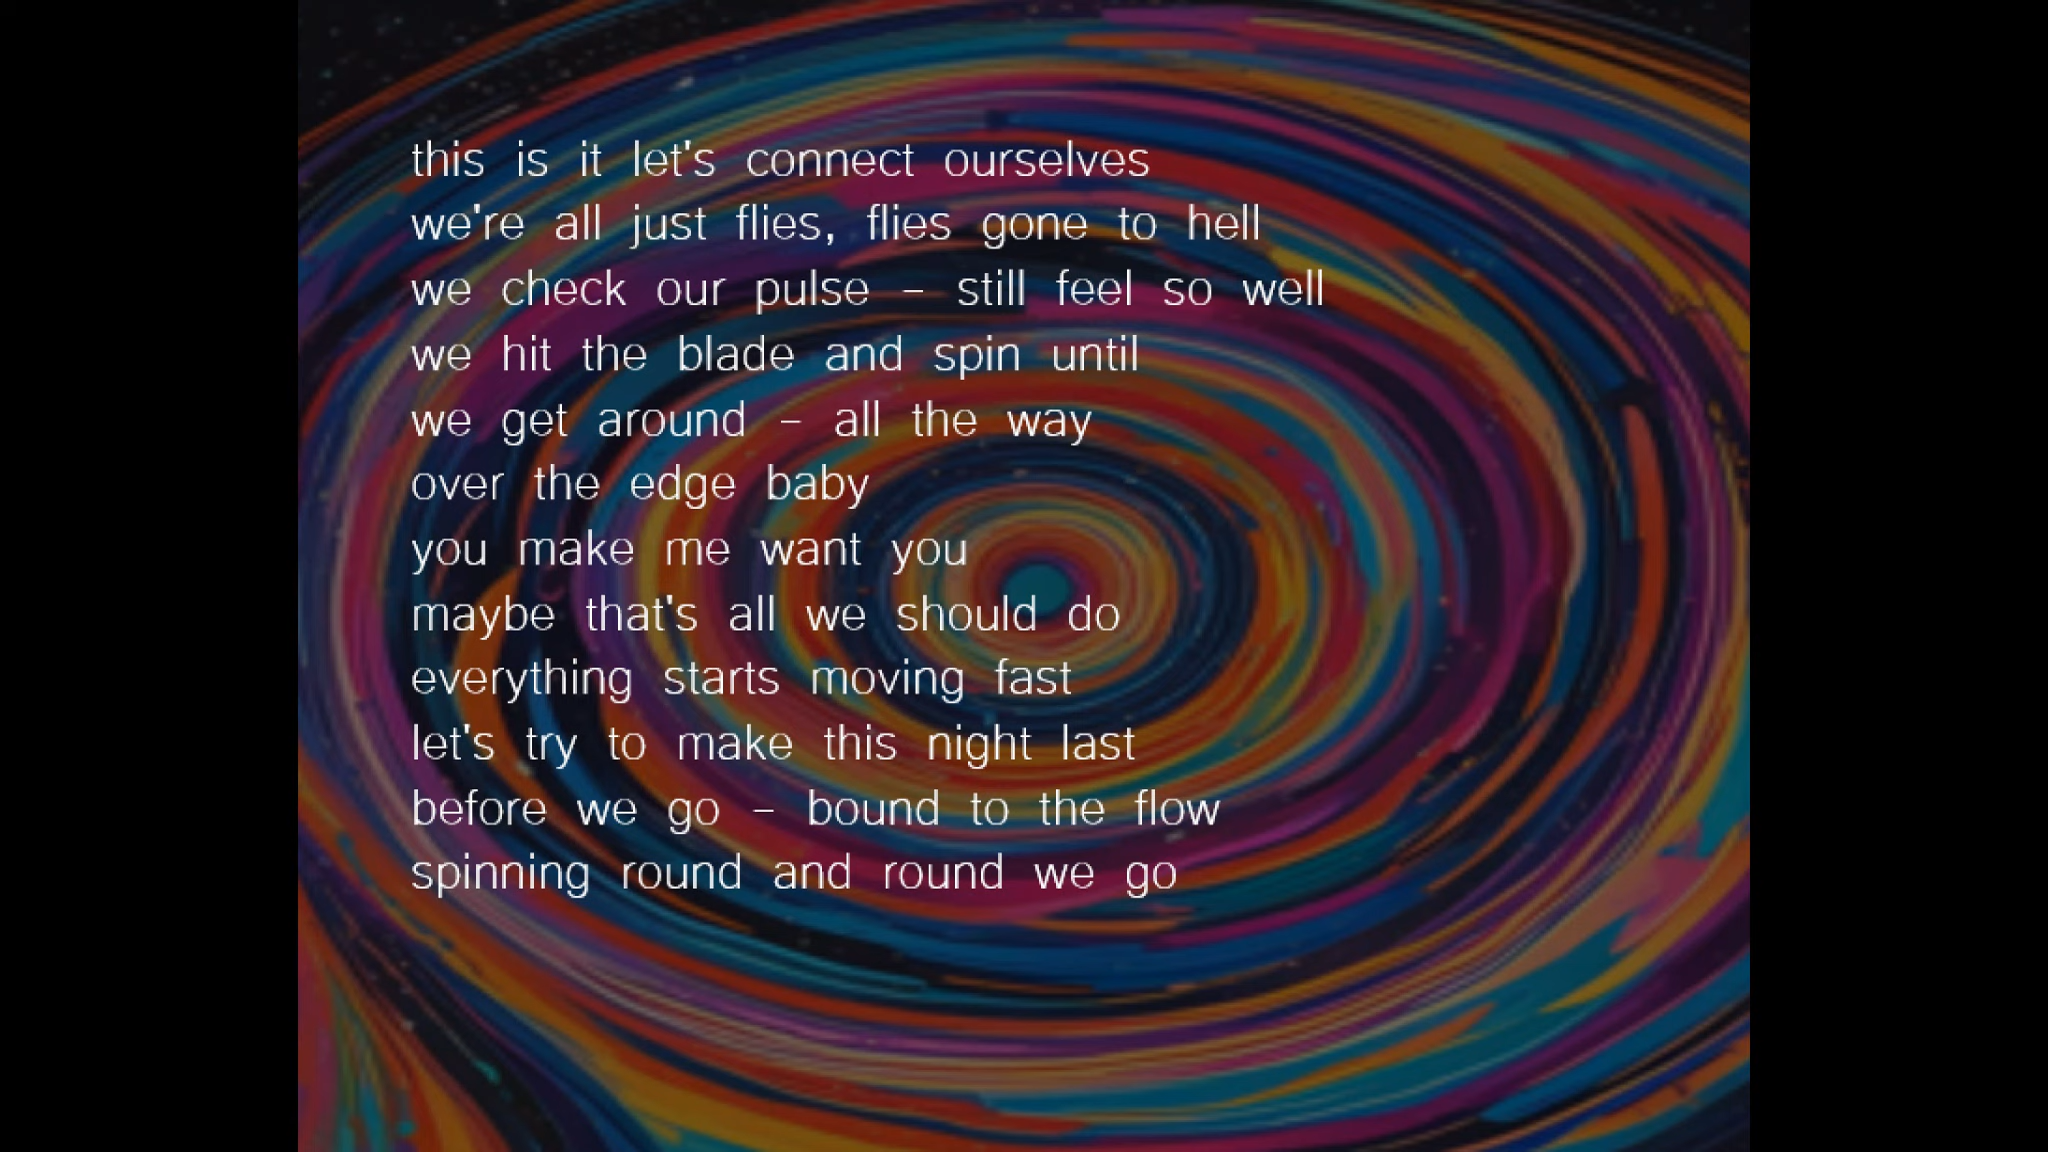 this is it let's connect ourselves
we're all just flies, flies gone to hell
we check our pulse – still feel so well
we hit the blade and spin until
we get around – all the way
over the edge baby
you make me want you
maybe that's all we should do
everything starts moving fast
let's try to make this night last
before we go – bound to the flow
spinning round and round we go